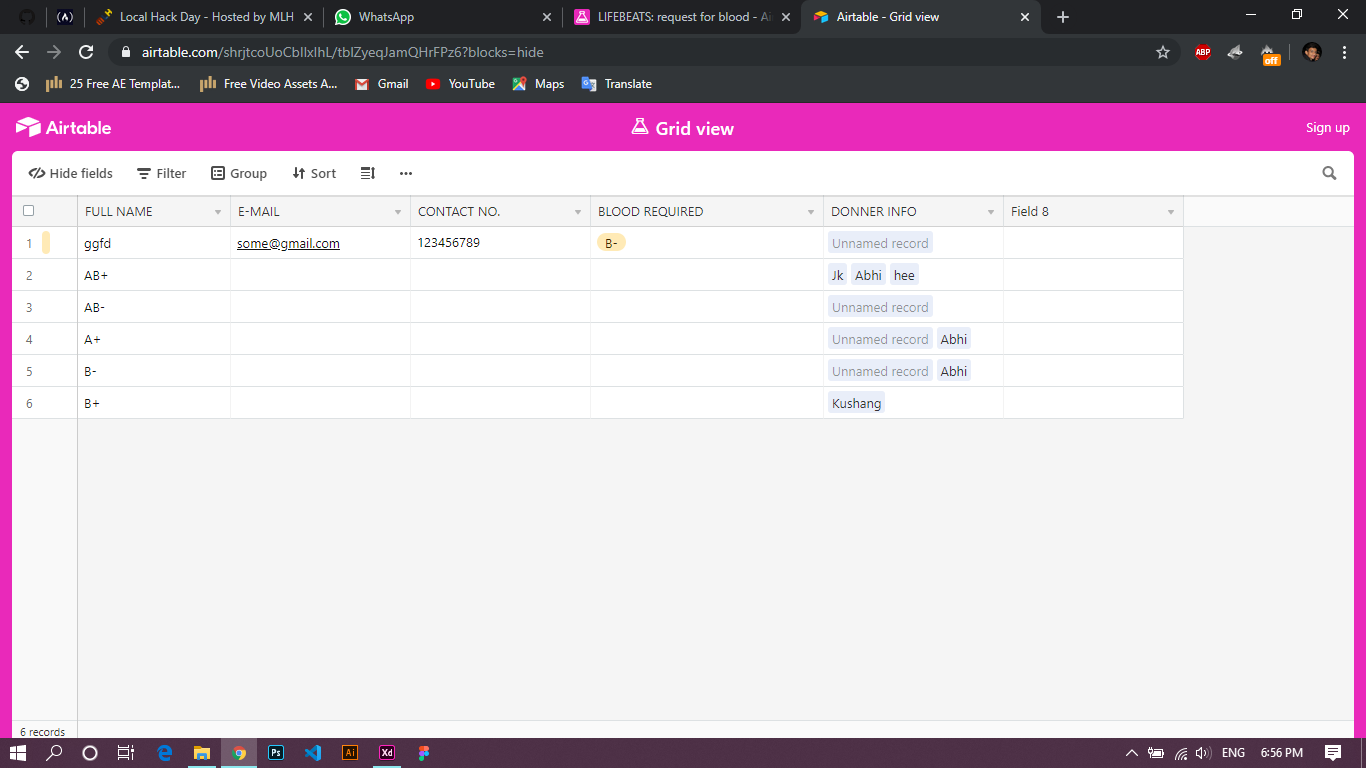 Local Hack Day - Hosted by MLH
WhatsApp
LIFEBEATS: request for blood - Ai
Airtable - Grid view
airtable.com/shrjtcoUoCbIlxIhL/tblZyeqJamQHrFPz6?blocks=hide
ABP
off
25 Free AE Templat...
Free Video Assets A...
Gmail
YouTube
Maps
Translate
Airtable
Grid view
Sign up
Hide fields
Filter
Group
Sort
FULL NAME
E-MAIL
CONTACT NO.
BLOOD REQUIRED
DONNER INFO
Field 8
1 ggfd some@gmail.com 123456789 B- Unnamed record
2 AB+ Jk Abhi hee
3 AB- Unnamed record
4 A+ Unnamed record Abhi
5 B- Unnamed record Abhi
6 B+ Kushang
6 records
Ps
Ai
Xd
ENG
6:56 PM